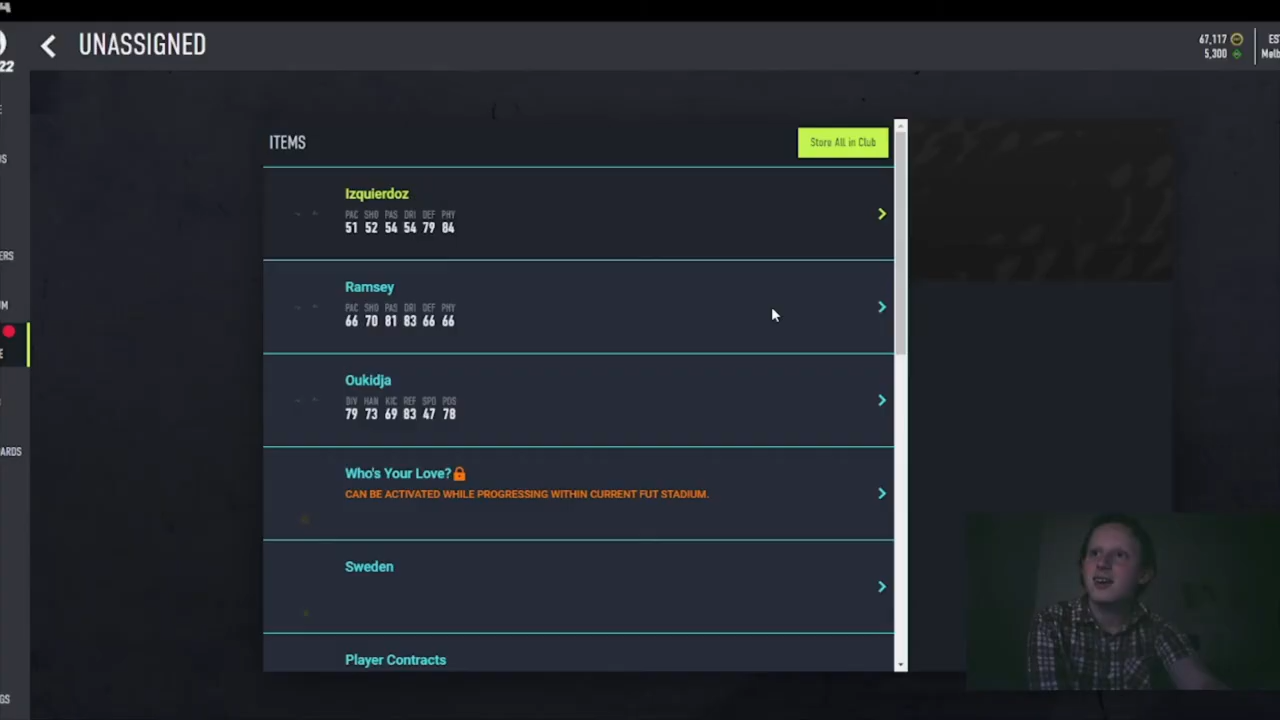 UNASSIGNED
67,117
5,300
22
ITEMS
Store All in Club
Izquierdoz
PAC SHO PAS DRI DEF PHY
51 52 54 54 79 84
Ramsey
PAC SHO PAS DRI DEF PHY
66 70 81 83 66 66
Oukidja
DIV HAN KIC REF SPD POS
79 73 69 83 47 78
Who's Your Love?
CAN BE ACTIVATED WHILE PROGRESSING WITHIN CURRENT FUT STADIUM.
Sweden
Player Contracts